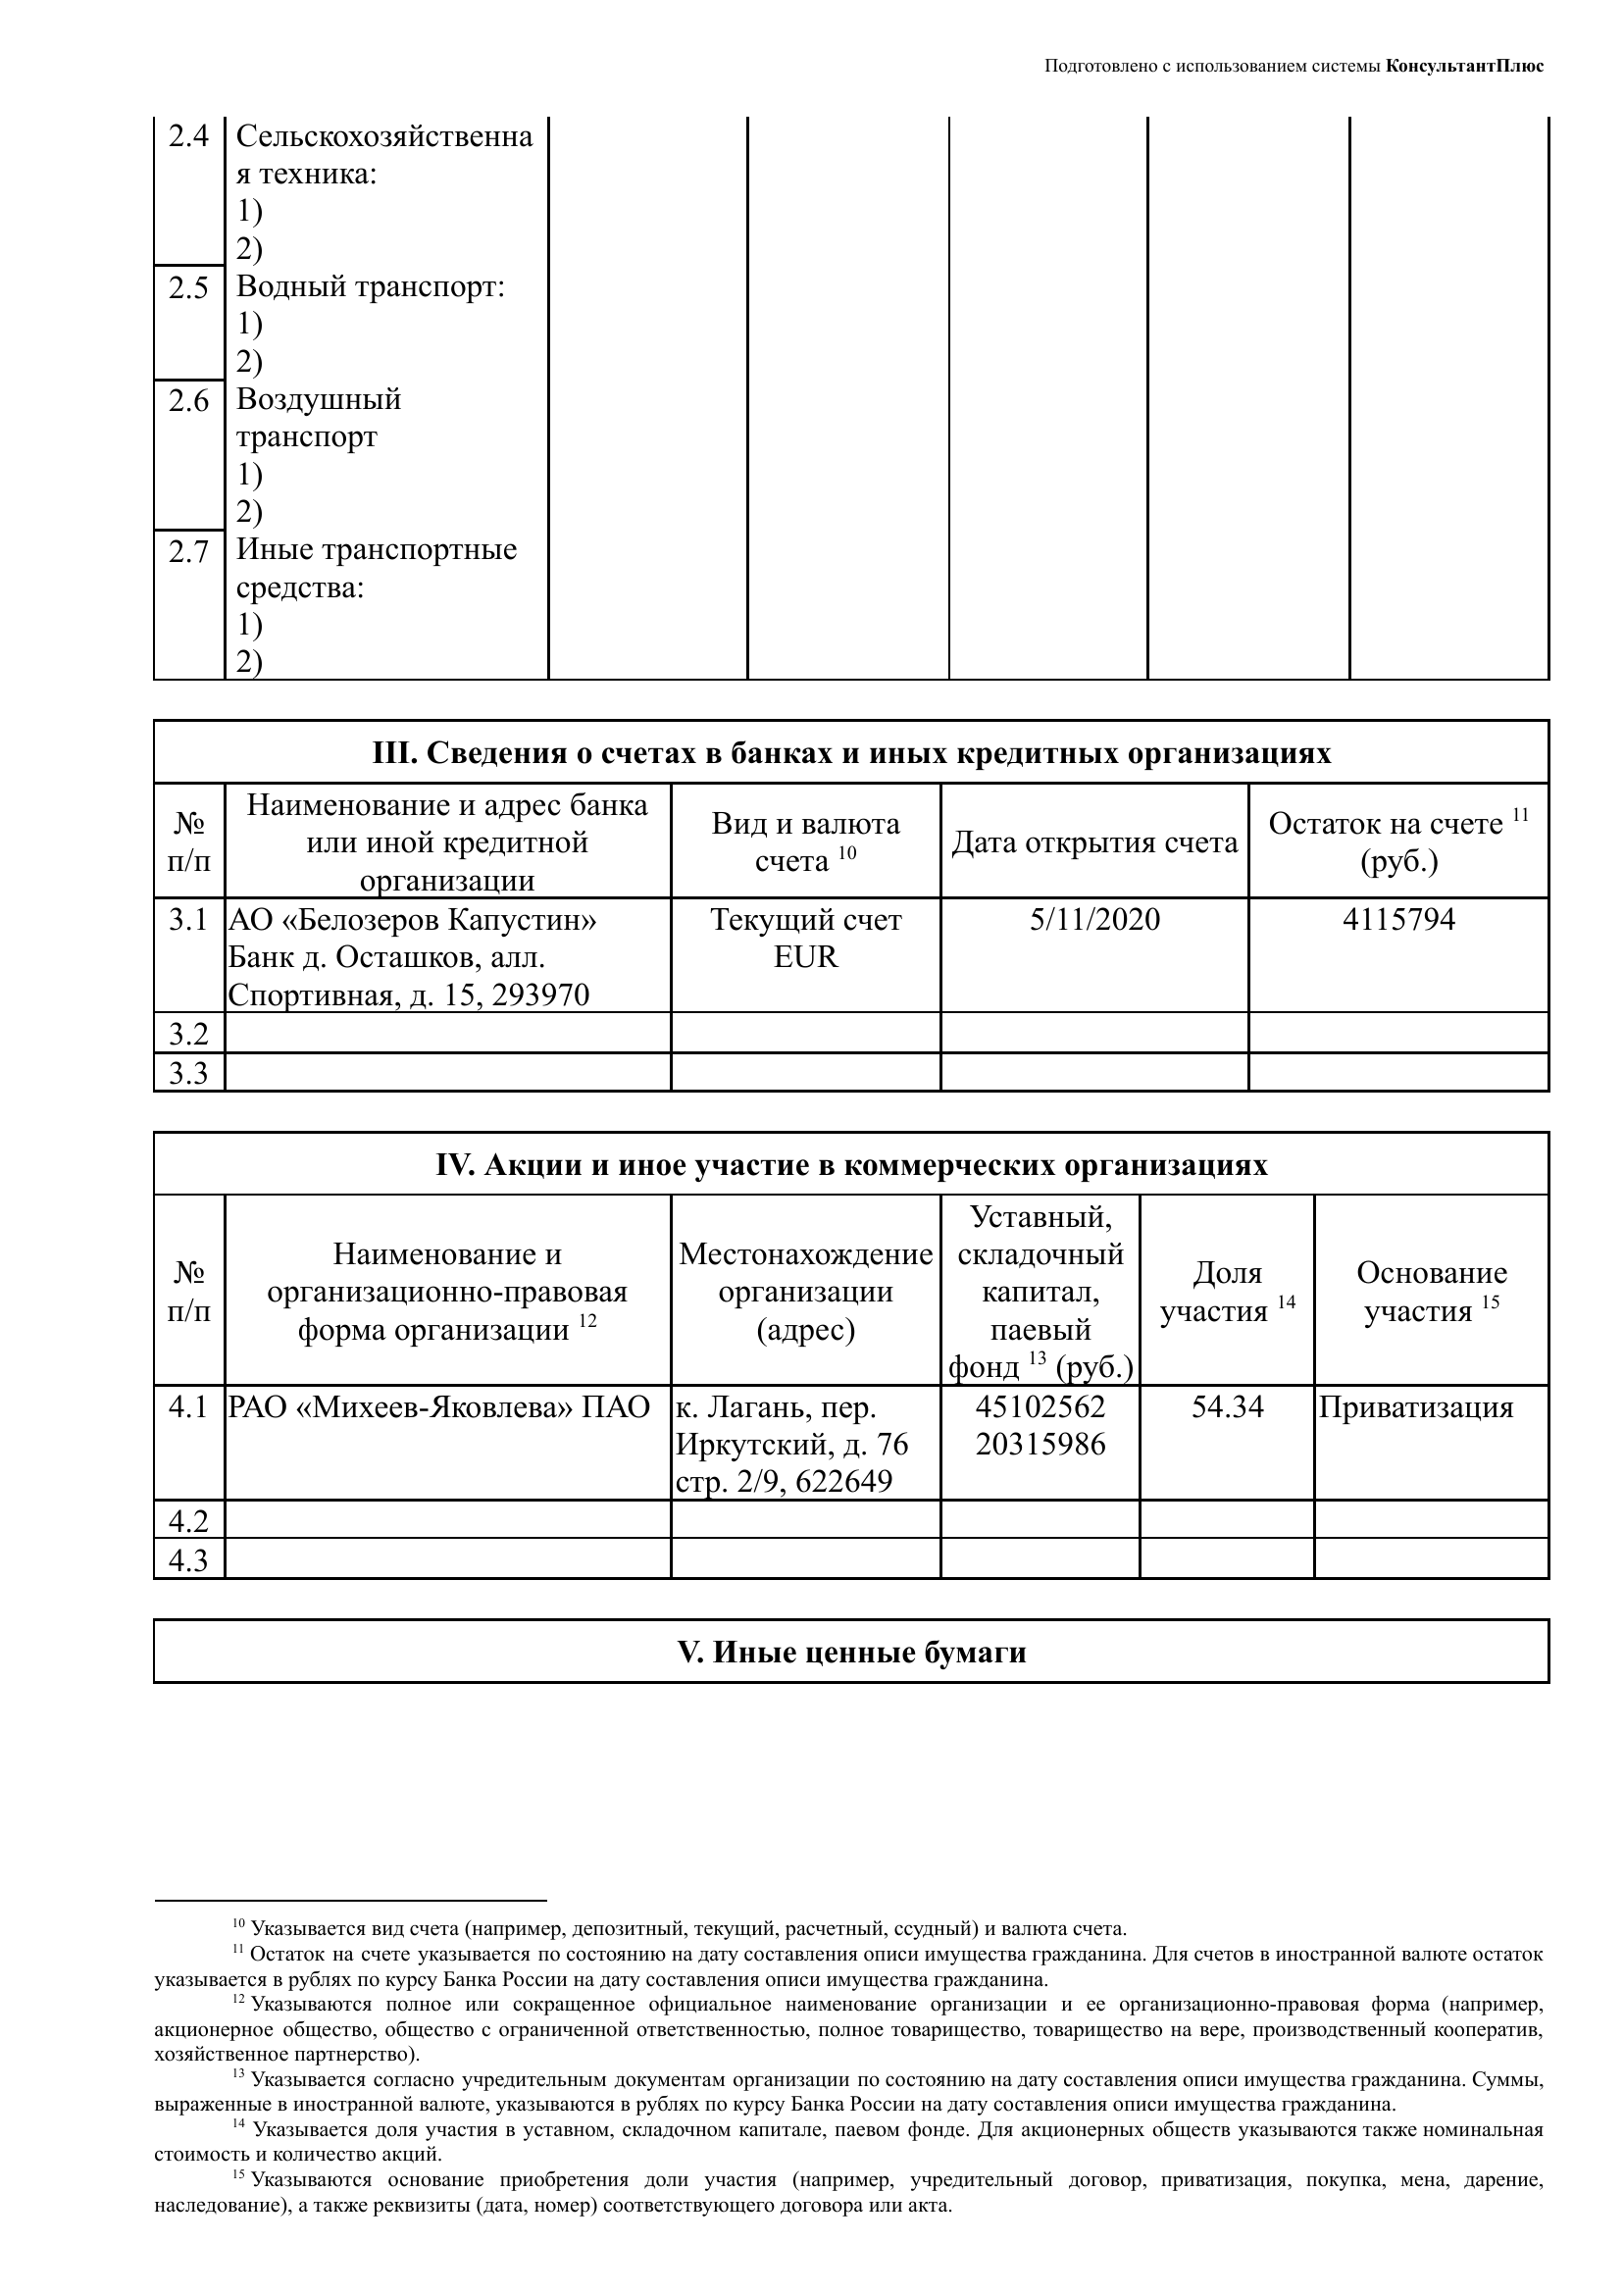 Подготовлено с использованием системы КонсультантПлюс
2.4 Сельскохозяйственна
я техника:
1)
2)
2.5 Водный транспорт:
1)
2)
2.6 Воздушный
транспорт
1)
2)
2.7 Иные транспортные
средства:
1)
2)
III. Сведения о счетах в банках и иных кредитных организациях
№
п/п
Наименование и адрес банка
или иной кредитной
организации
Вид и валюта
счета 10
Дата открытия счета
Остаток на счете 11
(руб.)
3.1
АО «Белозеров Капустин»
Банк д. Осташков, алл.
Спортивная, д. 15, 293970
Текущий счет
EUR
5/11/2020
4115794
3.2
3.3
IV. Акции и иное участие в коммерческих организациях
№
п/п
Наименование и
организационно-правовая
форма организации 12
Местонахождение
организации
(адрес)
Уставный,
складочный
капитал,
паевый
фонд 13 (руб.)
Доля
участия 14
Основание
участия 15
4.1
РАО «Михеев-Яковлева» ПАО
к. Лагань, пер.
Иркутский, д. 76
стр. 2/9, 622649
45102562
20315986
54.34
Приватизация
4.2
4.3
V. Иные ценные бумаги
10 Указывается вид счета (например, депозитный, текущий, расчетный, ссудный) и валюта счета.
11 Остаток на счете указывается по состоянию на дату составления описи имущества гражданина. Для счетов в иностранной валюте остаток
указывается в рублях по курсу Банка России на дату составления описи имущества гражданина.
12 Указываются полное или сокращенное официальное наименование организации и ее организационно-правовая форма (например,
акционерное общество, общество с ограниченной ответственностью, полное товарищество, товарищество на вере, производственный кооператив,
хозяйственное партнерство).
13 Указывается согласно учредительным документам организации по состоянию на дату составления описи имущества гражданина. Суммы,
выраженные в иностранной валюте, указываются в рублях по курсу Банка России на дату составления описи имущества гражданина.
14 Указывается доля участия в уставном, складочном капитале, паевом фонде. Для акционерных обществ указываются также номинальная
стоимость и количество акций.
15 Указываются основание приобретения доли участия (например, учредительный договор, приватизация, покупка, мена, дарение,
наследование), а также реквизиты (дата, номер) соответствующего договора или акта.